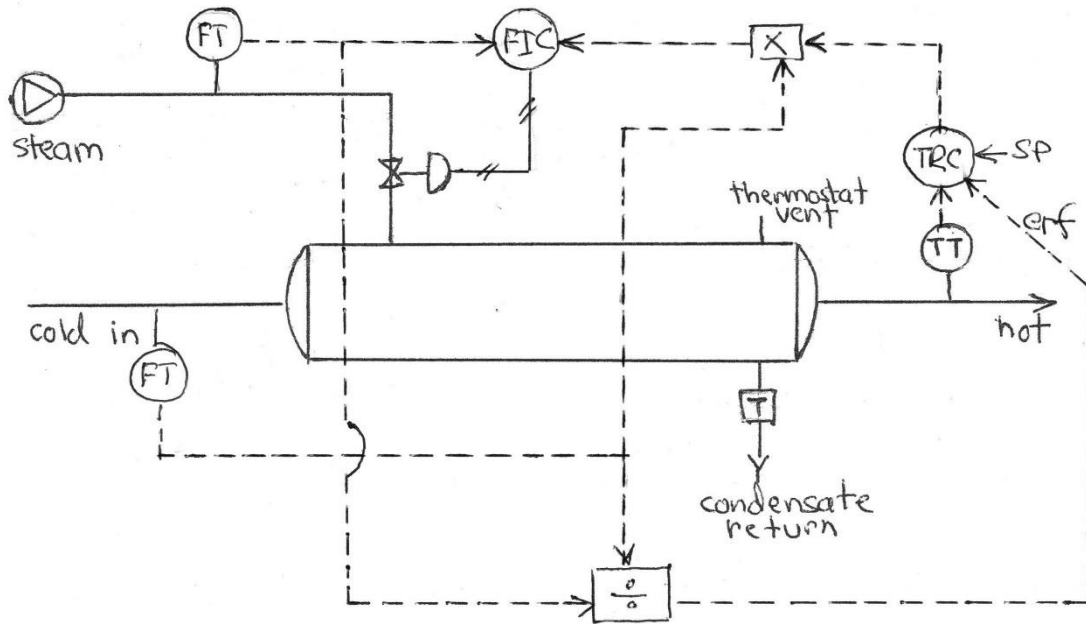 FT
FIC
X
steam
TRC
SP
thermostat
vent
erf
TT
cold in
hot
FT
T
condensate
return
÷